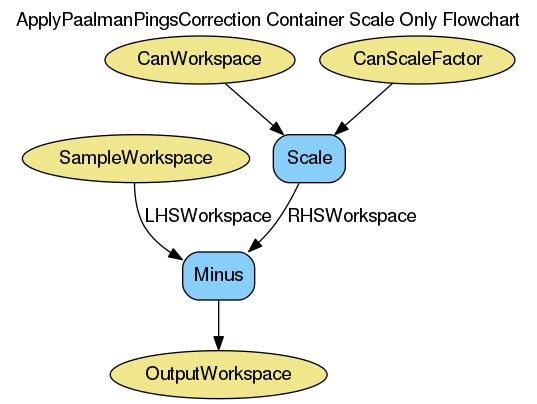 ApplyPaalmanPingsCorrection Container Scale Only Flowchart
CanWorkspace
CanScaleFactor
SampleWorkspace
Scale
LHSWorkspace
RHSWorkspace
Minus
OutputWorkspace